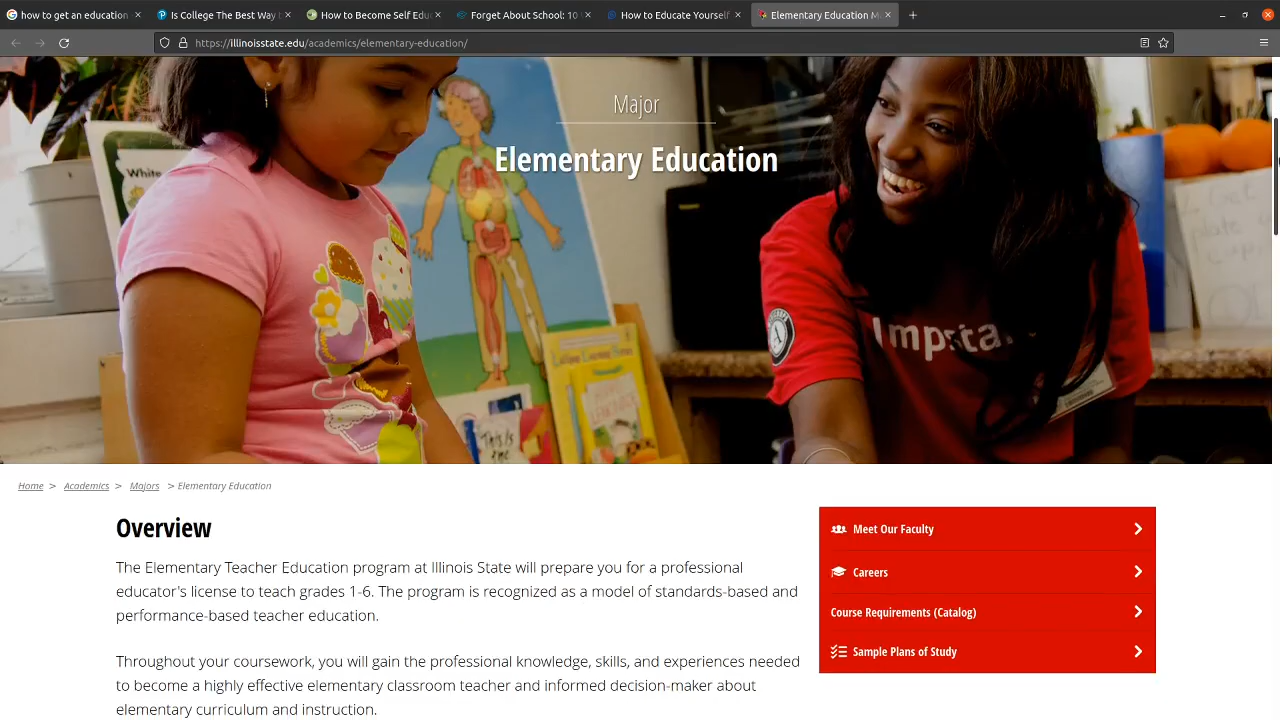 how to get an education
Is College The Best Way
How to Become Self Edu
Forget About School: 10
How to Educate Yourself
Elementary Education M
https://illinoisstate.edu/academics/elementary-education/
Major
Elementary Education
White
Impsta
Home > Academics > Majors > Elementary Education
Overview
The Elementary Teacher Education program at Illinois State will prepare you for a professional
educator's license to teach grades 1-6. The program is recognized as a model of standards-based and
performance-based teacher education.
Throughout your coursework, you will gain the professional knowledge, skills, and experiences needed
to become a highly effective elementary classroom teacher and informed decision-maker about
elementary curriculum and instruction.
Meet Our Faculty
Careers
Course Requirements (Catalog)
Sample Plans of Study